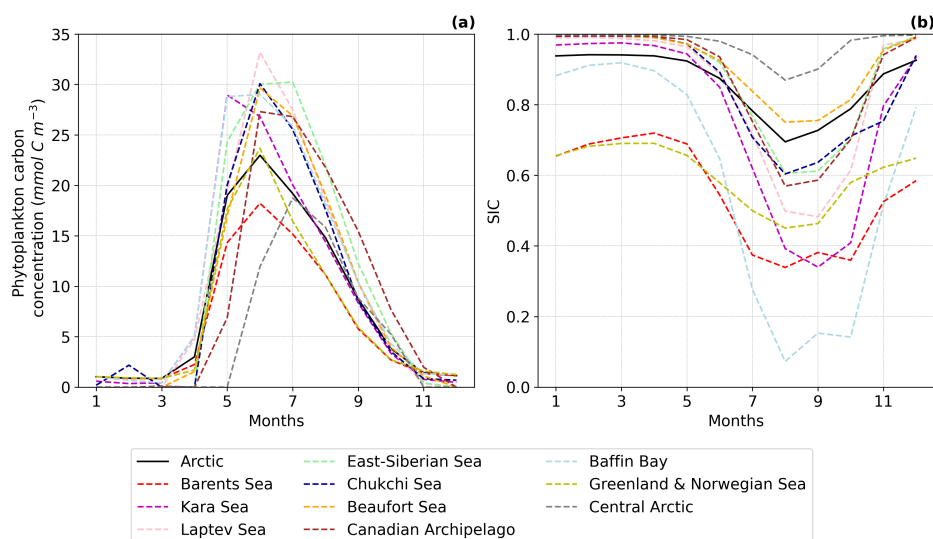 (a)
Phytoplankton carbon
concentration (mmol C m⁻³)
35
30
25
20
15
10
5
0
1 3 5 7 9 11
Months
(b)
SIC
1.0
0.8
0.6
0.4
0.2
0.0
1 3 5 7 9 11
Months
Arctic
Barents Sea
Kara Sea
Laptev Sea
East-Siberian Sea
Chukchi Sea
Beaufort Sea
Canadian Archipelago
Baffin Bay
Greenland & Norwegian Sea
Central Arctic